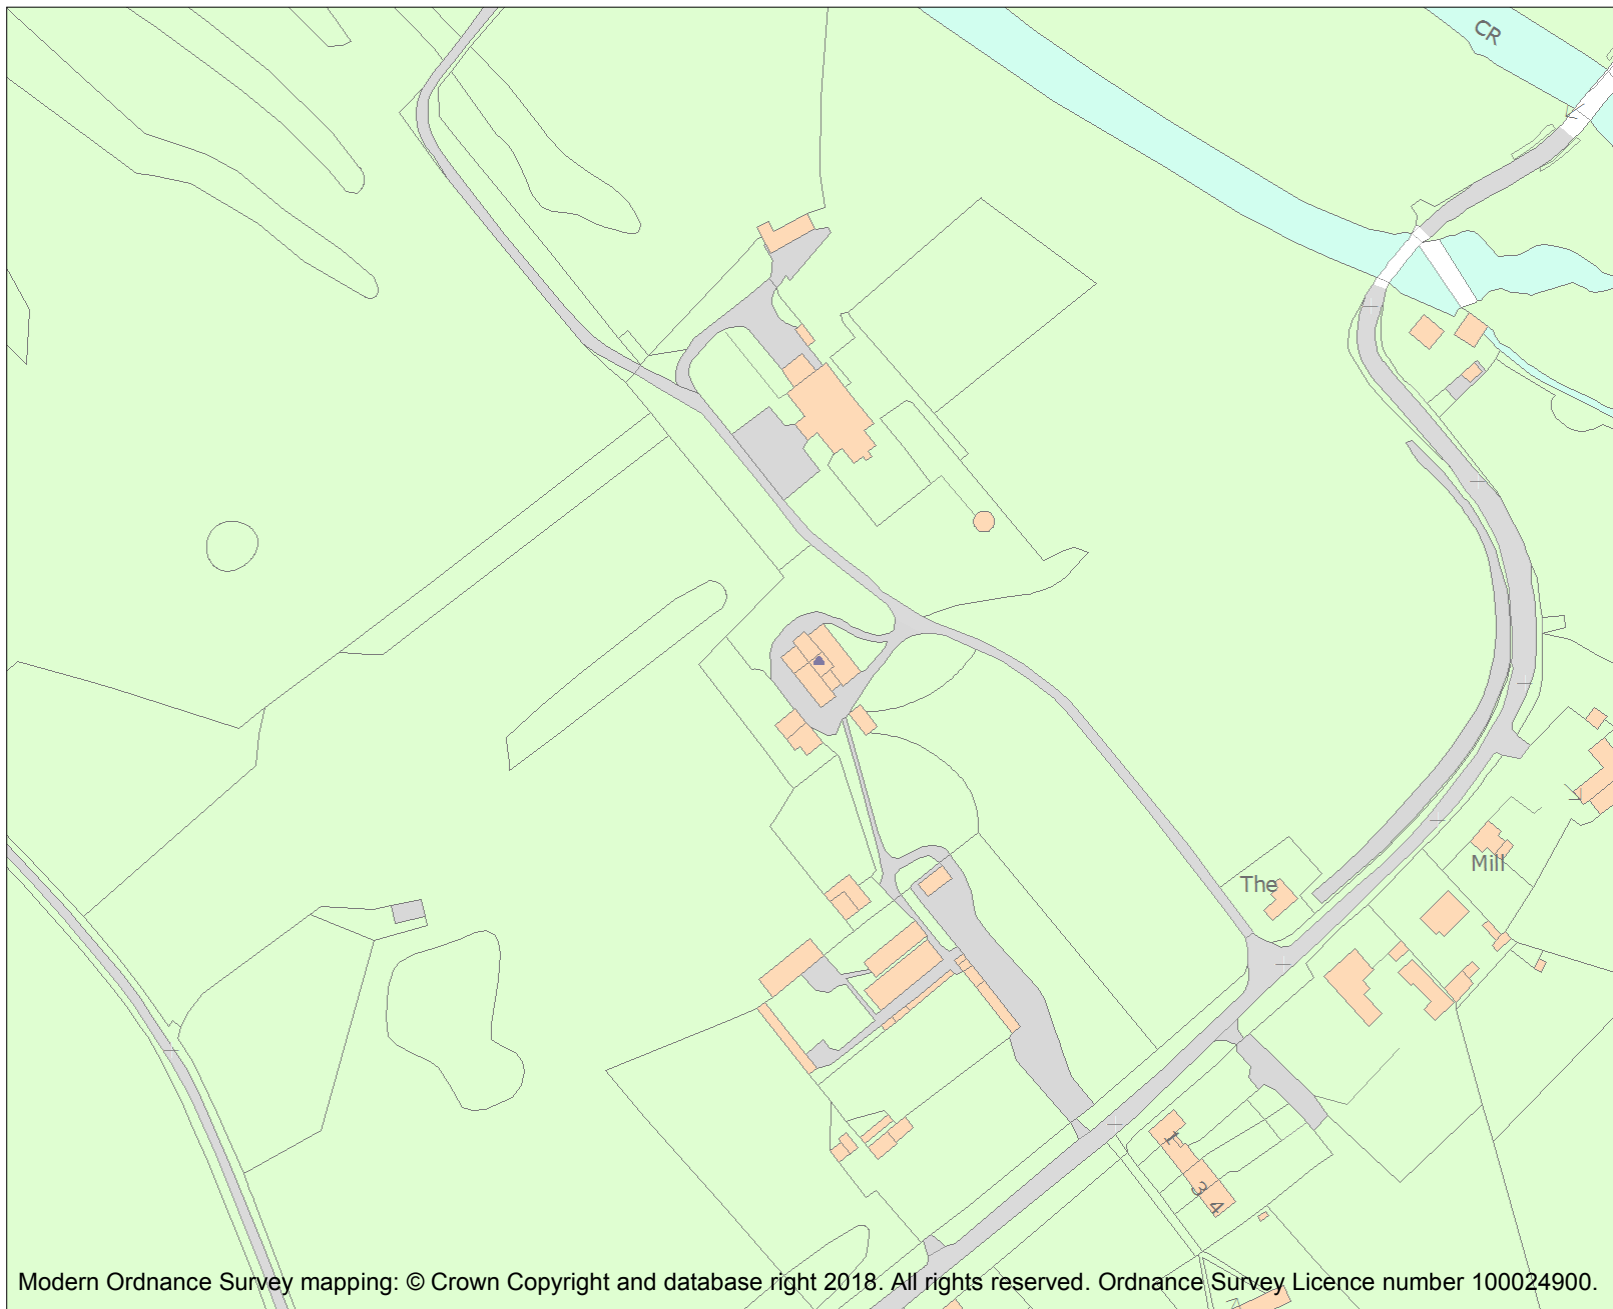 CR
Mill
The
1
3
4
Modern Ordnance Survey mapping: © Crown Copyright and database right 2018. All rights reserved. Ordnance Survey Licence number 100024900.